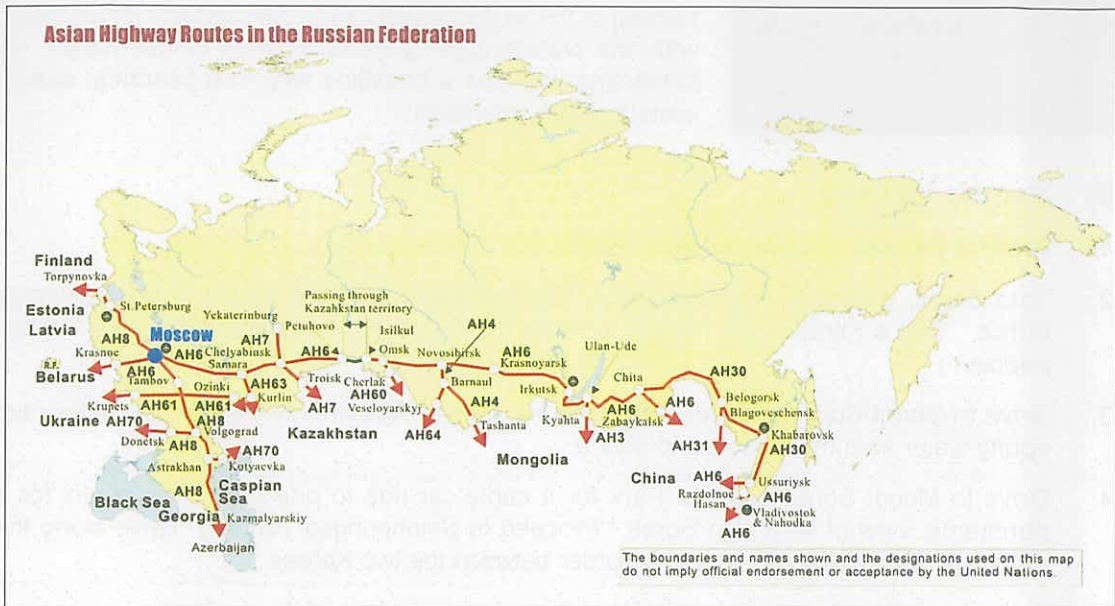 Asian Highway Routes in the Russian Federation
Finland
Torpynovka
Estonia
St.Petersburg
Latvia
AH8
Moscow
Krasnoe
R.F.
Belarus
AH6
AH6
Tambov
Yekaterinburg
AH7
Chelyabinsk
Samara
Petuhovo
Passing through
Kazahkstan territory
AH6
Isilkul
Omsk
Novosibirsk
AH4
AH6
Krasnoyarsk
Ulan-Ude
Irkutsk
Chita
AH30
Belegorsk
Blagoveschensk
Khabarovsk
AH30
Ozinki
AH63
Kurlin
Troisk
AH7
Cherlak
AH60
Veseloyarskyj
Barnaul
AH4
Tashanta
AH64
Kyahta
AH3
AH6
Zabaykalsk
AH6
AH31
Krupets
AH61
AH61
AH8
Volgograd
Ukraine
AH70
Donetsk
AH8
AH70
Kotyaevka
Astrakhan
Kazakhstan
Mongolia
China
AH6
Ussuriysk
Razdolnoe
Hasan
AH6
AH6
Vladivostok
& Nahodka
Black Sea
Georgia
AH8
Caspian
Sea
Kazmalyarskiy
Azerbaijan
The boundaries and names shown and the designations used on this map
do not imply official endorsement or acceptance by the United Nations.